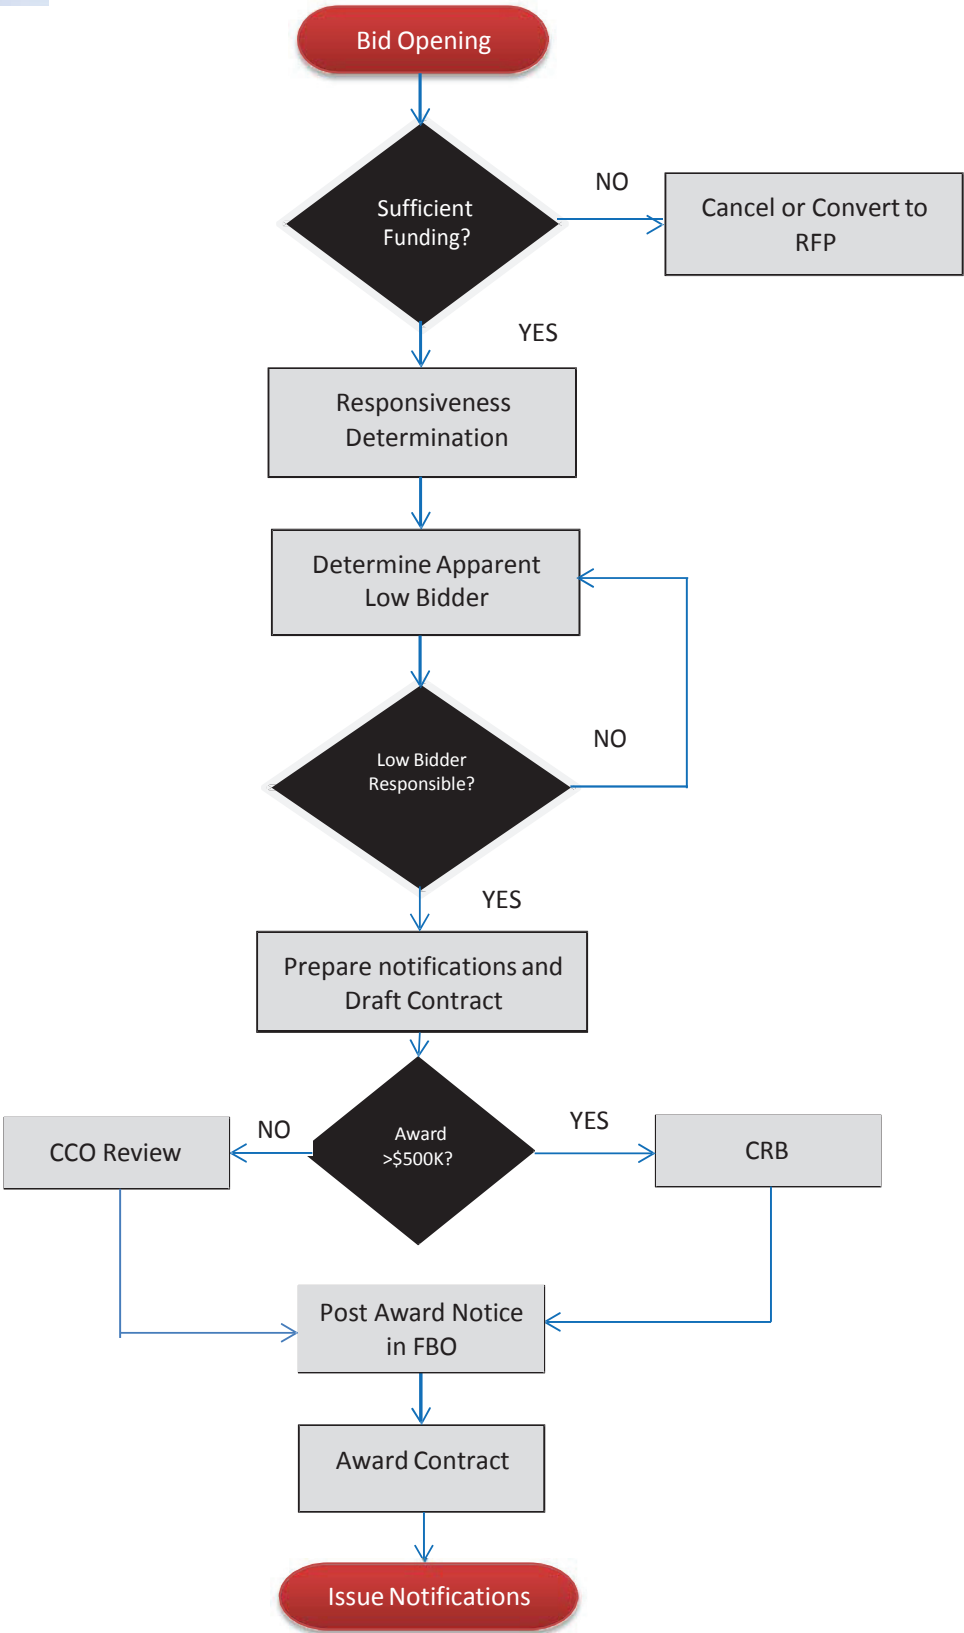 Bid Opening
Sufficient
Funding?
NO
Cancel or Convert to
RFP
YES
Responsiveness
Determination
Determine Apparent
Low Bidder
Low Bidder
Responsible?
NO
YES
Prepare notifications and
Draft Contract
Award
>$500K?
NO
YES
CCO Review
CRB
Post Award Notice
in FBO
Award Contract
Issue Notifications